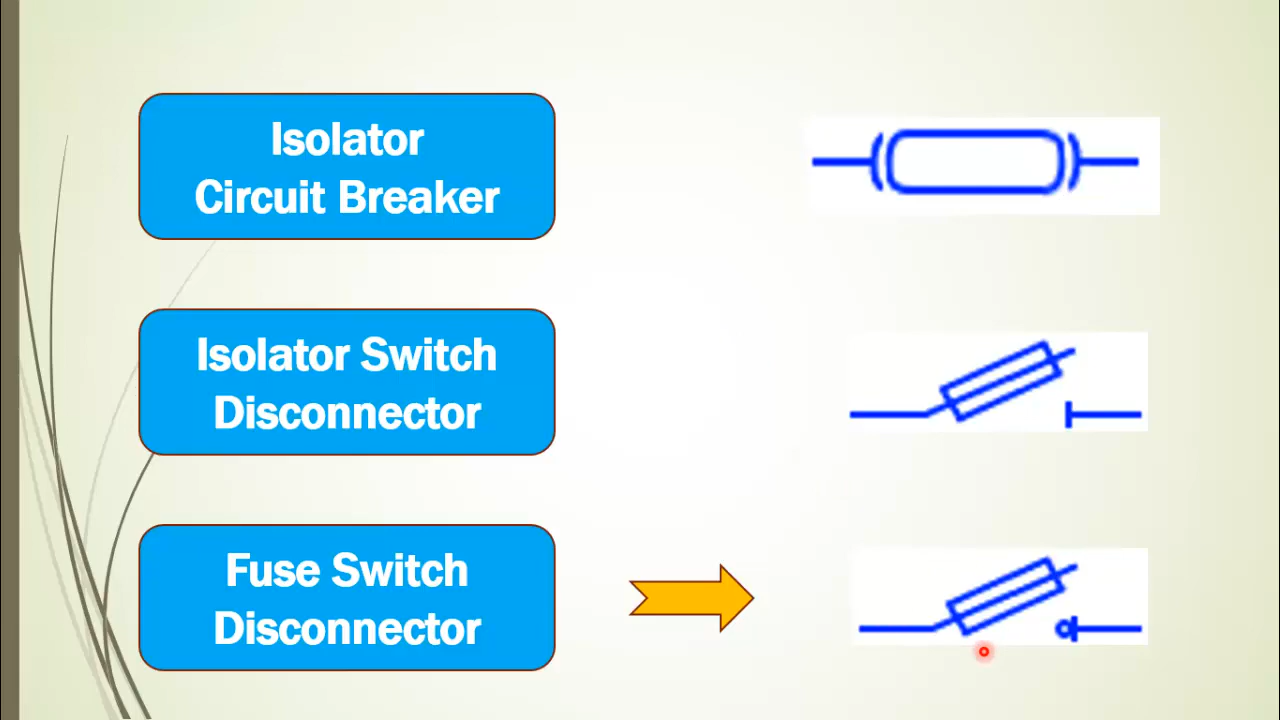 Isolator
Circuit Breaker
Isolator Switch
Disconnector
Fuse Switch
Disconnector